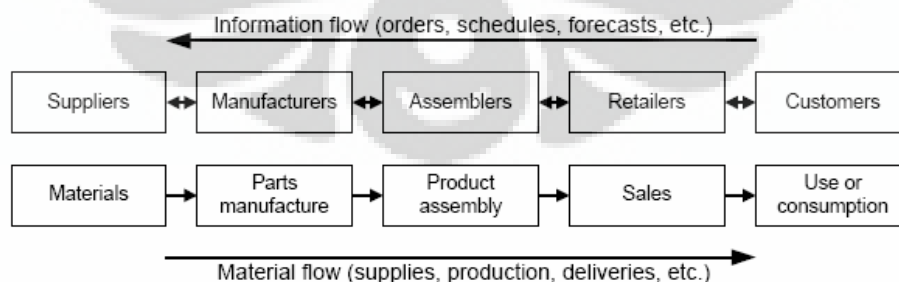 Information flow (orders, schedules, forecasts, etc.)
Suppliers
Manufacturers
Assemblers
Retailers
Customers
Materials
Parts
manufacture
Product
assembly
Sales
Use or
consumption
Material flow (supplies, production, deliveries, etc.)